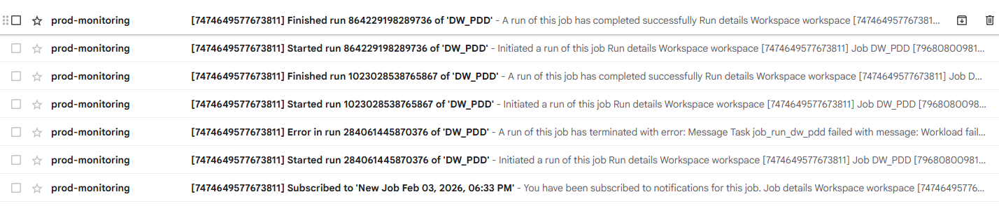 prod-monitoring [7474649577673811] Finished run 864229198289736 of 'DW_PDD' - A run of this job has completed successfully Run details Workspace workspace [747464957767381...
prod-monitoring [7474649577673811] Started run 864229198289736 of 'DW_PDD' - Initiated a run of this job Run details Workspace workspace [7474649577673811] Job DW_PDD [79680800981...
prod-monitoring [7474649577673811] Finished run 1023028538765867 of 'DW_PDD' - A run of this job has completed successfully Run details Workspace workspace [7474649577673811] Job D...
prod-monitoring [7474649577673811] Started run 1023028538765867 of 'DW_PDD' - Initiated a run of this job Run details Workspace workspace [7474649577673811] Job DW_PDD [7968080098...
prod-monitoring [7474649577673811] Error in run 284061445870376 of 'DW_PDD' - A run of this job has terminated with error: Message Task job_run_dw_pdd failed with message: Workload fail...
prod-monitoring [7474649577673811] Started run 284061445870376 of 'DW_PDD' - Initiated a run of this job Run details Workspace workspace [7474649577673811] Job DW_PDD [79680800981...
prod-monitoring [7474649577673811] Subscribed to 'New Job Feb 03, 2026, 06:33 PM' - You have been subscribed to notifications for this job. Job details Workspace workspace [74746495776...